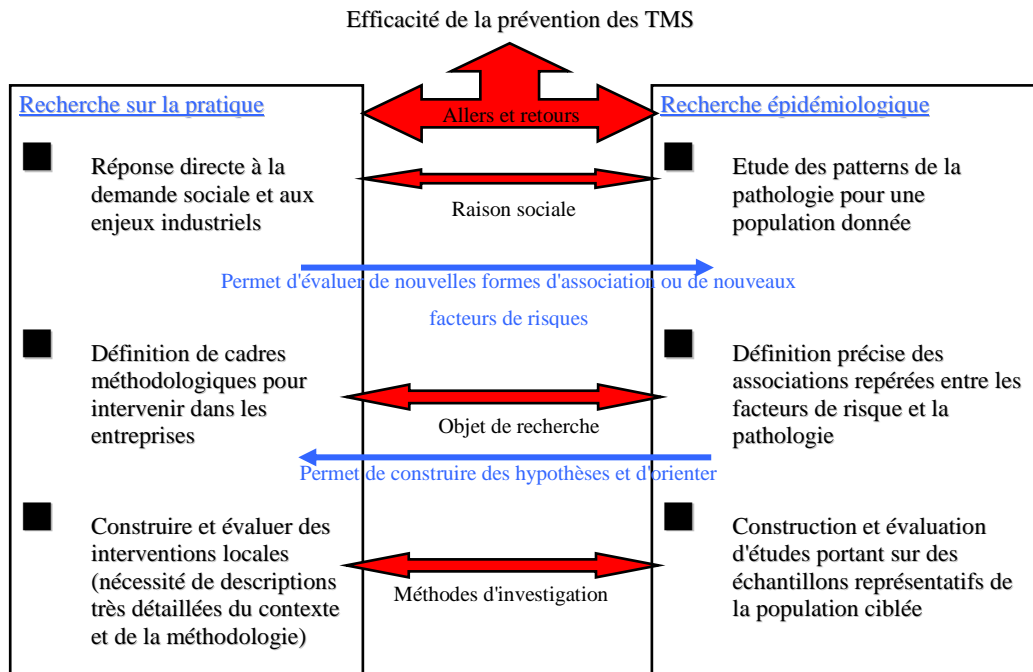 Efficacité de la prévention des TMS
Recherche sur la pratique
Allers et retours
Recherche épidémiologique
Réponse directe à la
demande sociale et aux
enjeux industriels
Raison sociale
Etude des patterns de la
pathologie pour une
population donnée
Permet d'évaluer de nouvelles formes d'association ou de nouveaux
facteurs de risques
Définition de cadres
méthodologiques pour
intervenir dans les
entreprises
Objet de recherche
Définition précise des
associations repérées entre les
facteurs de risque et la
pathologie
Permet de construire des hypothèses et d'orienter
Construire et évaluer des
interventions locales
(nécessité de descriptions
très détaillées du contexte
et de la méthodologie)
Méthodes d'investigation
Construction et évaluation
d'études portant sur des
échantillons représentatifs de
la population ciblée